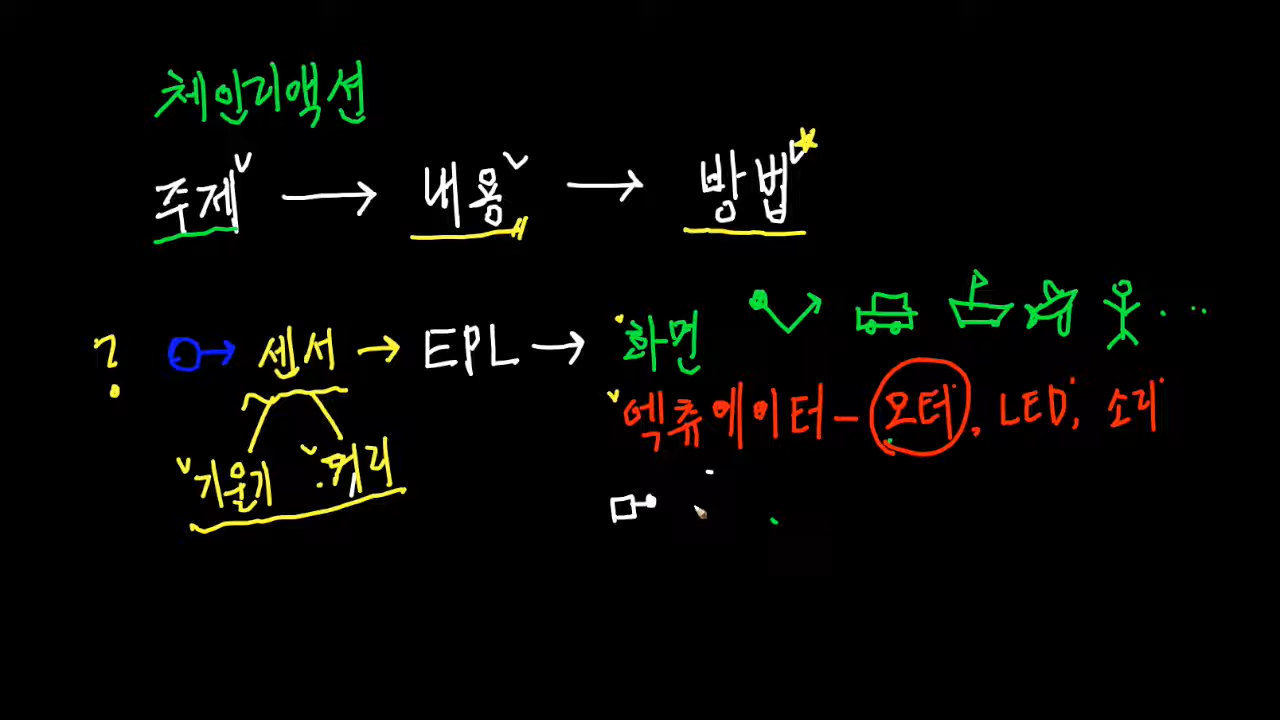 체인리액션
주제 → 내용 → 방법
? → 센서 → EPL → 화면 ...
엑츄에이터 - 모터, LED, 소리
기울기 거리